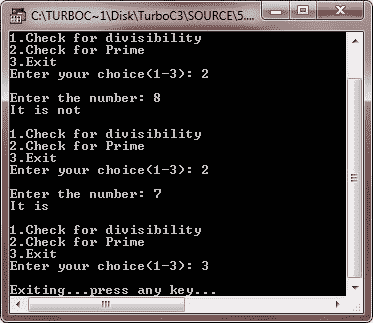 C:\TURBOC~1\Disk\TurboC3\SOURCE\5....
1.Check for divisibility
2.Check for Prime
3.Exit
Enter your choice(1-3): 2
Enter the number: 8
It is not
1.Check for divisibility
2.Check for Prime
3.Exit
Enter your choice(1-3): 2
Enter the number: 7
It is
1.Check for divisibility
2.Check for Prime
3.Exit
Enter your choice(1-3): 3
Exiting...press any key...